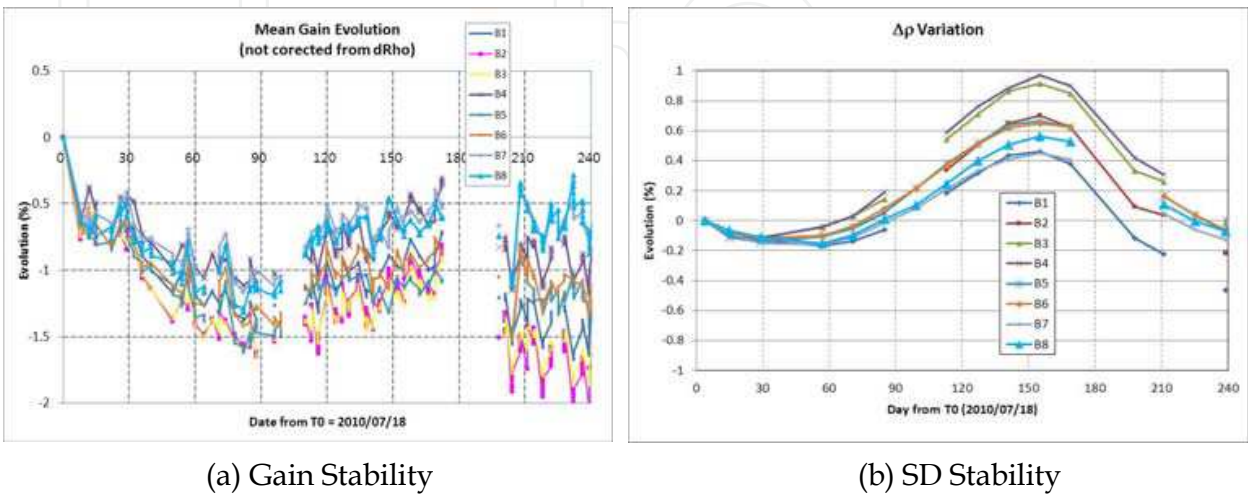 Mean Gain Evolution
(not corected from dRho)
0.5
0
-0.5
-1
-1.5
-2
0 30 60 90 120 150 180 210 240
Evolution (%)
Date from T0 = 2010/07/18
B1
B2
B3
B4
B5
B6
B7
B8
(a) Gain Stability
Δρ Variation
1
0.8
0.6
0.4
0.2
0
-0.2
-0.4
-0.6
-0.8
-1
0 30 60 90 120 150 180 210 240
Evolution (%)
Day from T0 (2010/07/18)
B1
B2
B3
B4
B5
B6
B7
B8
(b) SD Stability